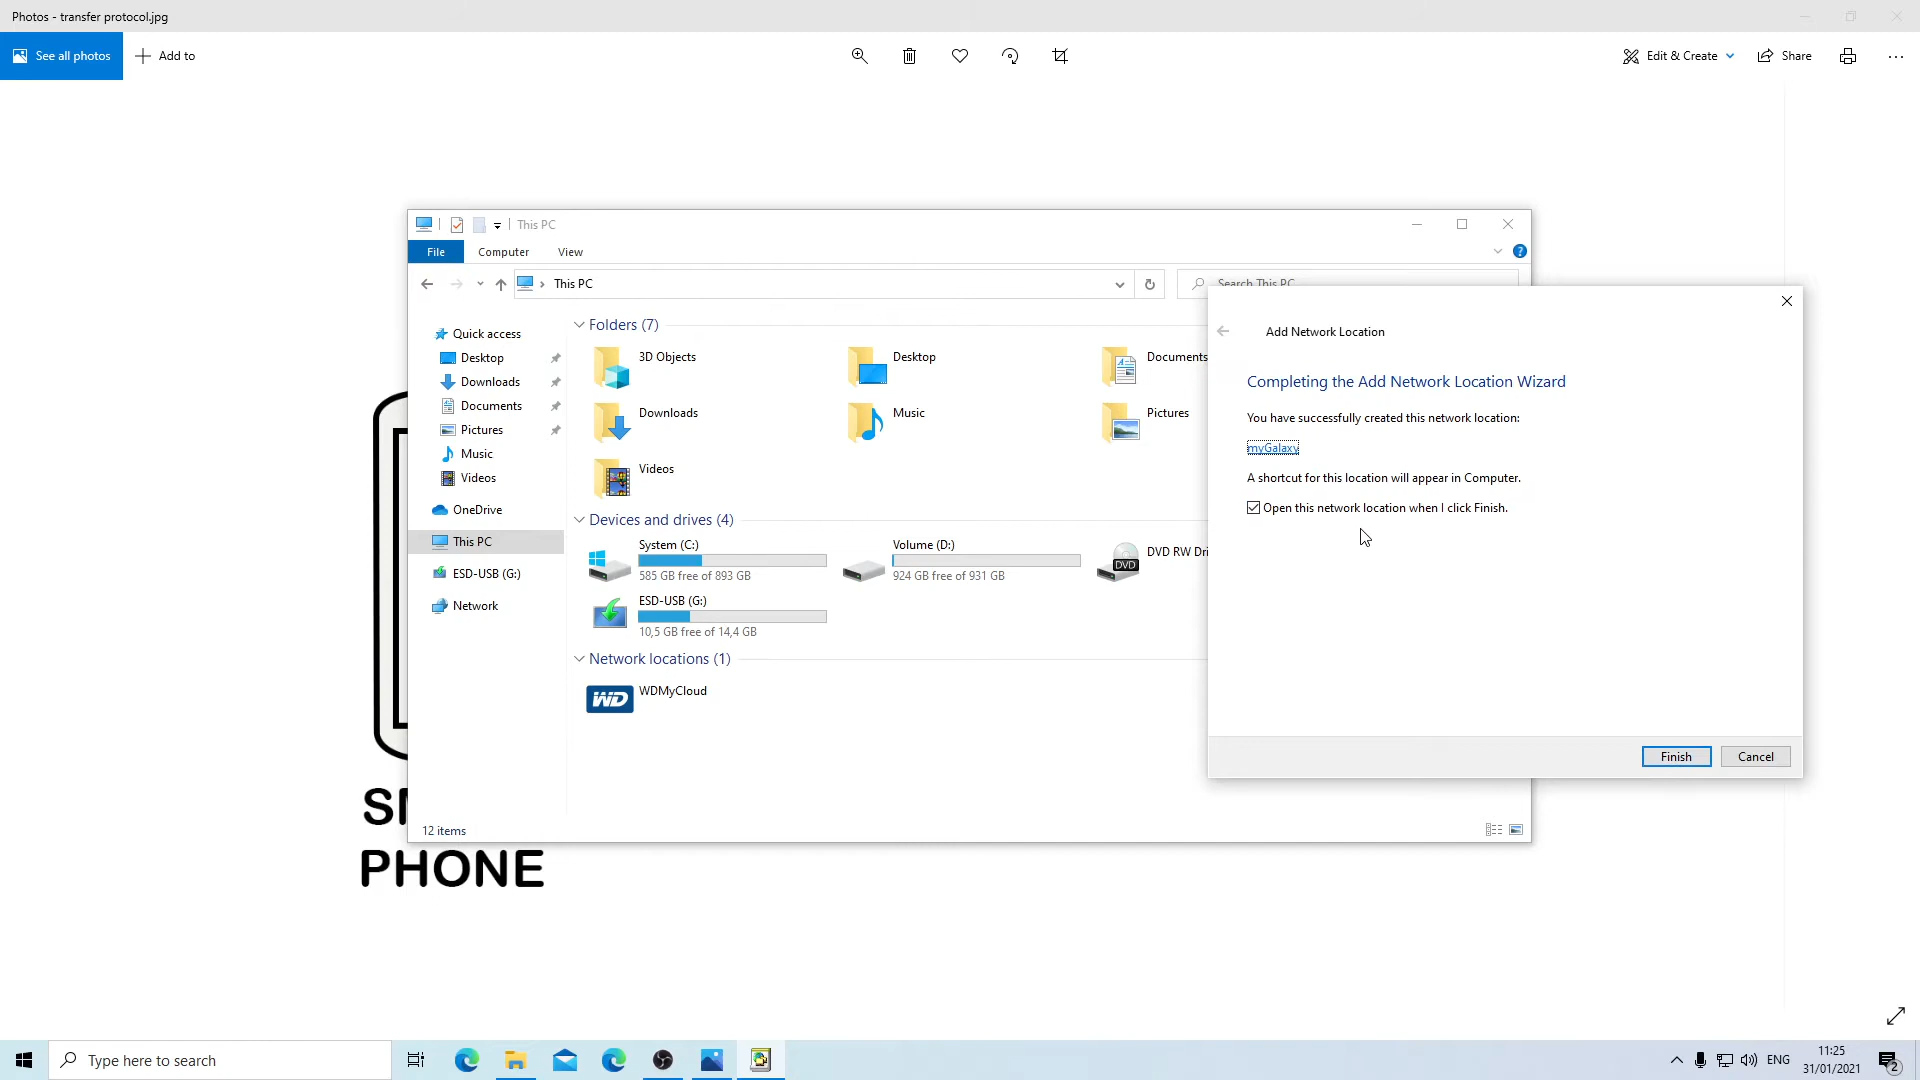 Photos - transfer protocol.jpg
See all photos
Add to
Edit & Create
Share
This PC
File
Computer
View
This PC
Quick access
Desktop
Downloads
Documents
Pictures
Music
Videos
OneDrive
This PC
ESD-USB (G:)
Network
Folders (7)
3D Objects
Desktop
Documents
Downloads
Music
Pictures
Videos
Devices and drives (4)
System (C:)
585 GB free of 893 GB
Volume (D:)
924 GB free of 931 GB
DVD RW Dri
DVD
ESD-USB (G:)
10,5 GB free of 14,4 GB
Network locations (1)
WD
WDMyCloud
12 items
Search This PC
Add Network Location
Completing the Add Network Location Wizard
You have successfully created this network location:
myGalaxy
A shortcut for this location will appear in Computer.
Open this network location when I click Finish.
Finish
Cancel
PHONE
Type here to search
ENG
11:25
31/01/2021
2